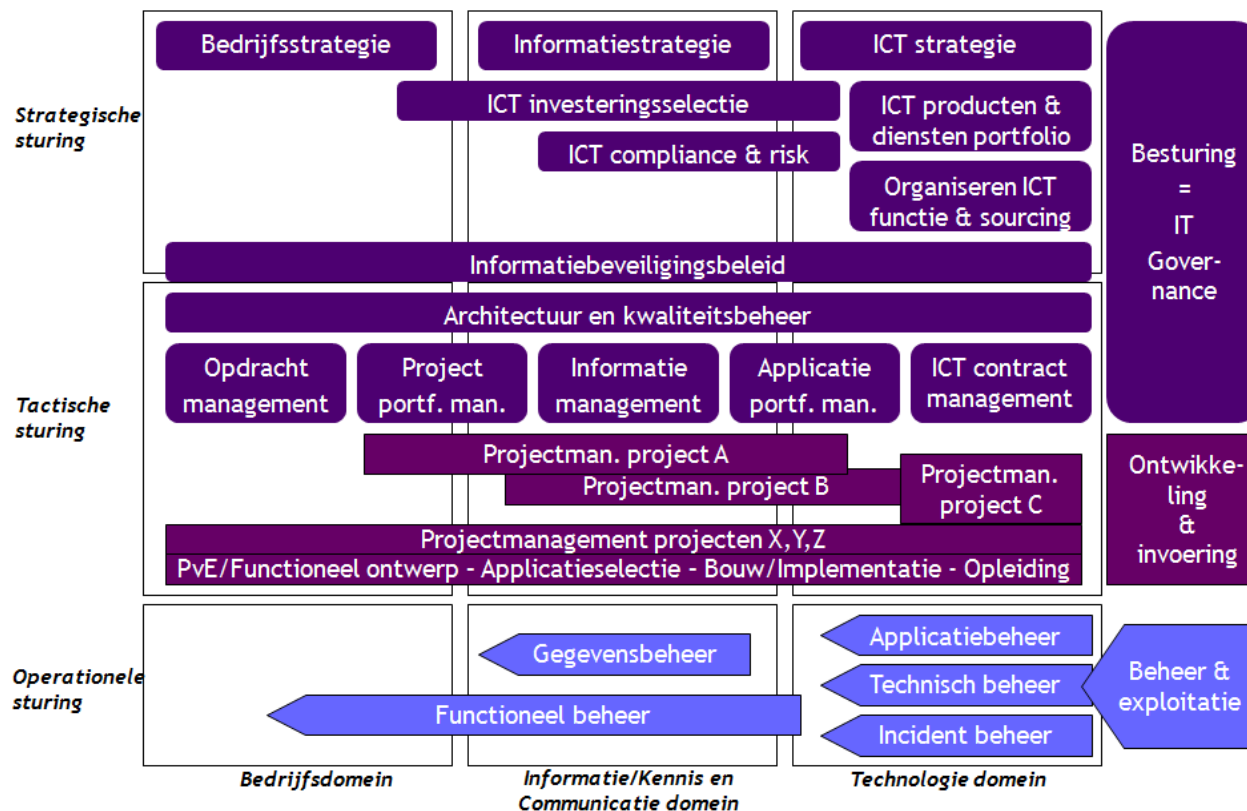 Bedrijfsstrategie
Informatiestrategie
ICT strategie
Strategische
sturing
ICT investeringsselectie
ICT producten &
diensten portfolio
ICT compliance & risk
Organiseren ICT
functie & sourcing
Informatiebeveiligingsbeleid
Besturing
=
IT
Gover-
nance
Tactische
sturing
Architectuur en kwaliteitsbeheer
Opdracht
management
Project
portf. man.
Informatie
management
Applicatie
portf. man.
ICT contract
management
Projectman. project A
Projectman. project B
Projectman.
project C
Projectmanagement projecten X,Y,Z
PvE/Functioneel ontwerp – Applicatieselectie – Bouw/Implementatie - Opleiding
Ontwikke-
ling
&
invoering
Operationele
sturing
Gegevensbeheer
Functioneel beheer
Applicatiebeheer
Technisch beheer
Incident beheer
Beheer &
exploitatie
Bedrijfsdomein
Informatie/Kennis en
Communicatie domein
Technologie domein